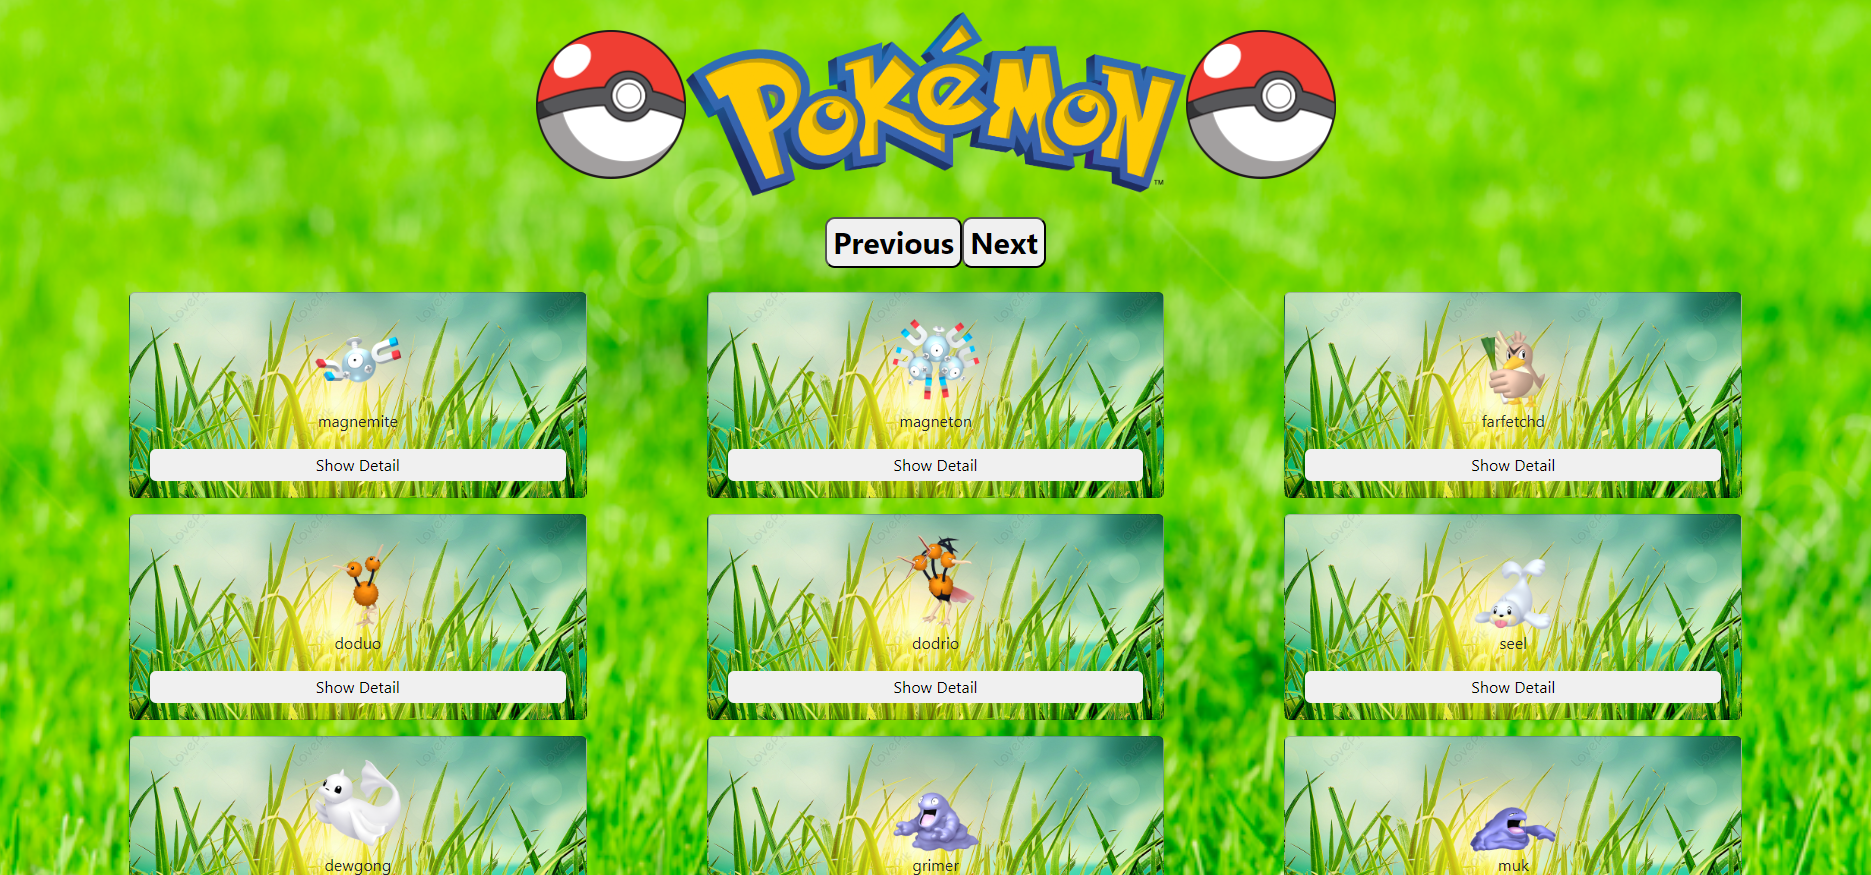 POKéMON
TM
Previous Next
magnemite magneton farfetchd
Show Detail Show Detail Show Detail
doduo dodrio seel
Show Detail Show Detail Show Detail
dewgong grimer muk